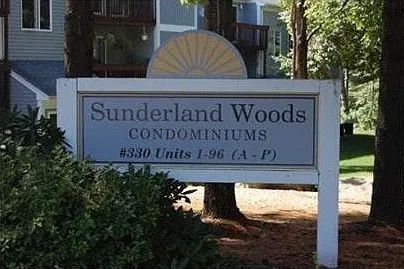 Sunderland Woods
CONDOMINIUMS
#330 Units 1-96 (A - P)